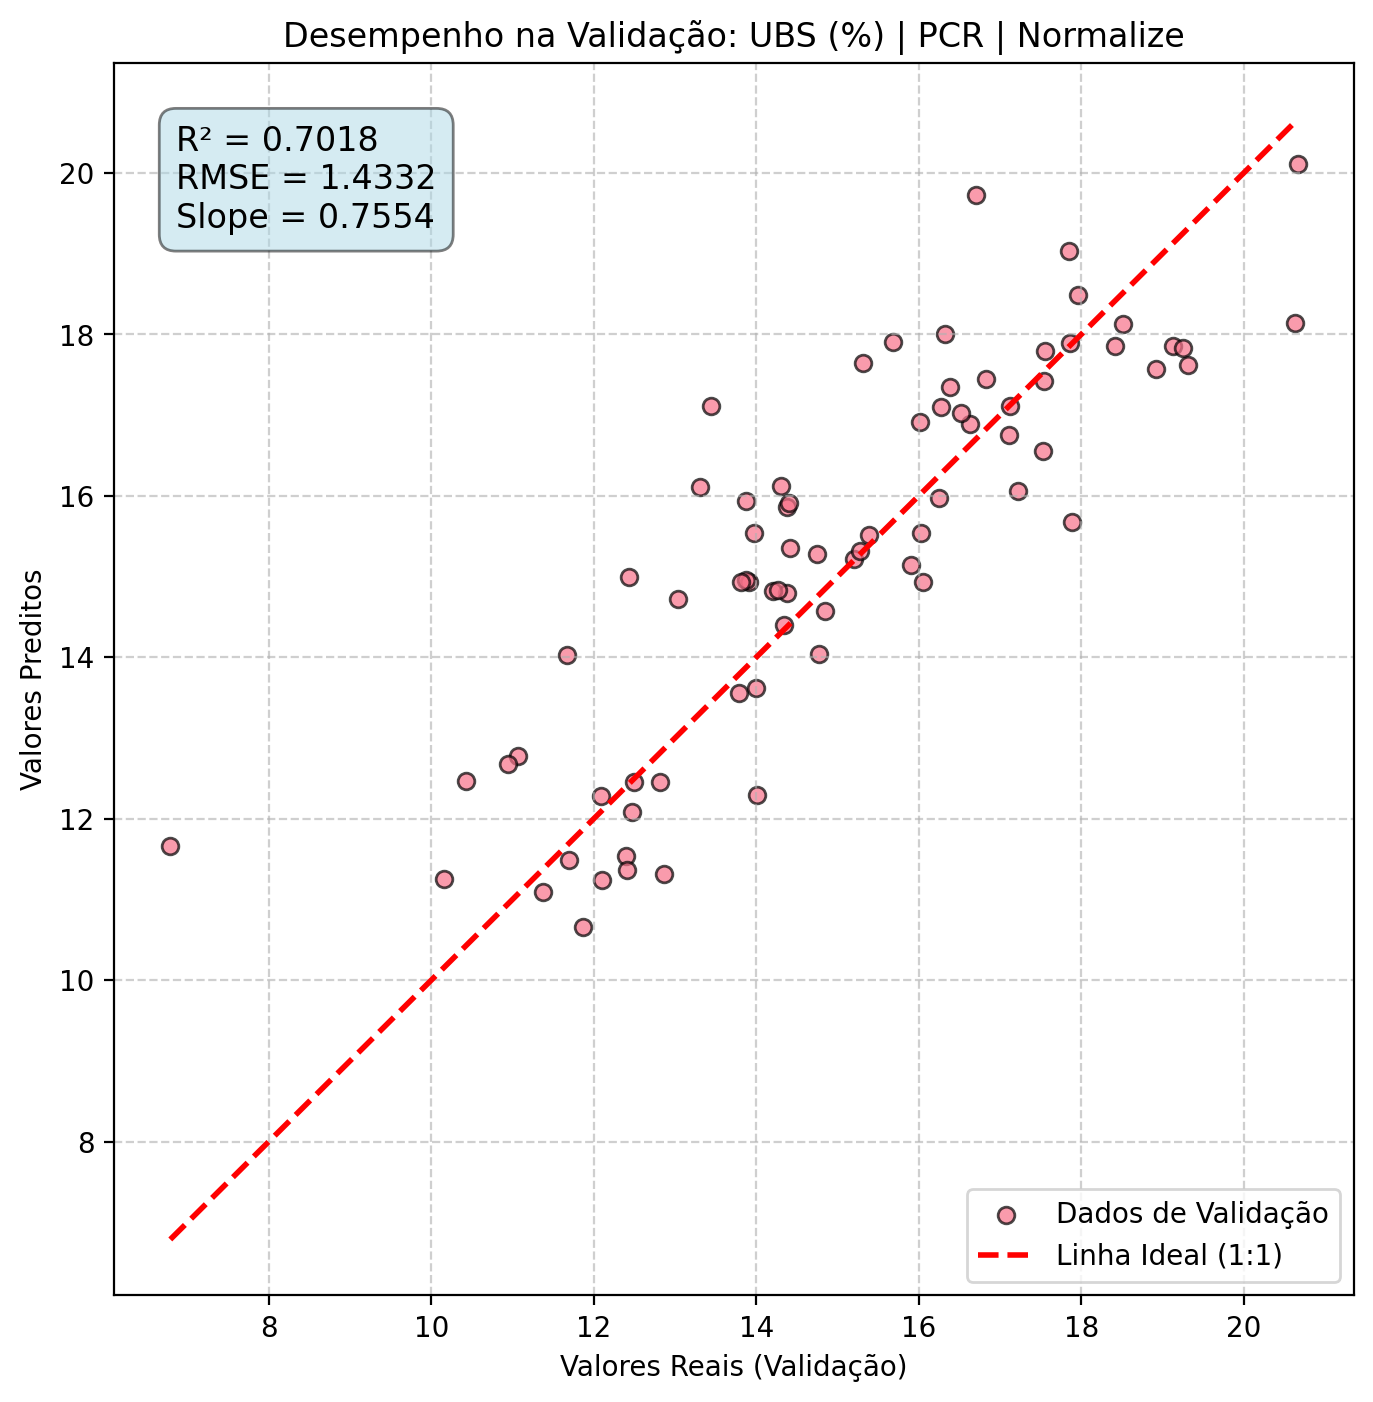 Desempenho na Validação: UBS (%) | PCR | Normalize
R² = 0.7018
RMSE = 1.4332
Slope = 0.7554
20
18
16
14
12
10
8
Valores Preditos
Dados de Validação
Linha Ideal (1:1)
8 10 12 14 16 18 20
Valores Reais (Validação)